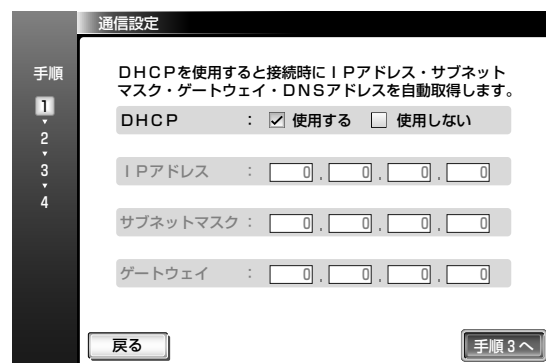 通信設定
手順
1
2
3
4
DHCPを使用すると接続時にIPアドレス・サブネット
マスク・ゲートウェイ・DNSアドレスを自動取得します。
DHCP : 使用する 使用しない
IPアドレス : 0 . 0 . 0 . 0
サブネットマスク : 0 . 0 . 0 . 0
ゲートウェイ : 0 . 0 . 0 . 0
戻る
手順3へ